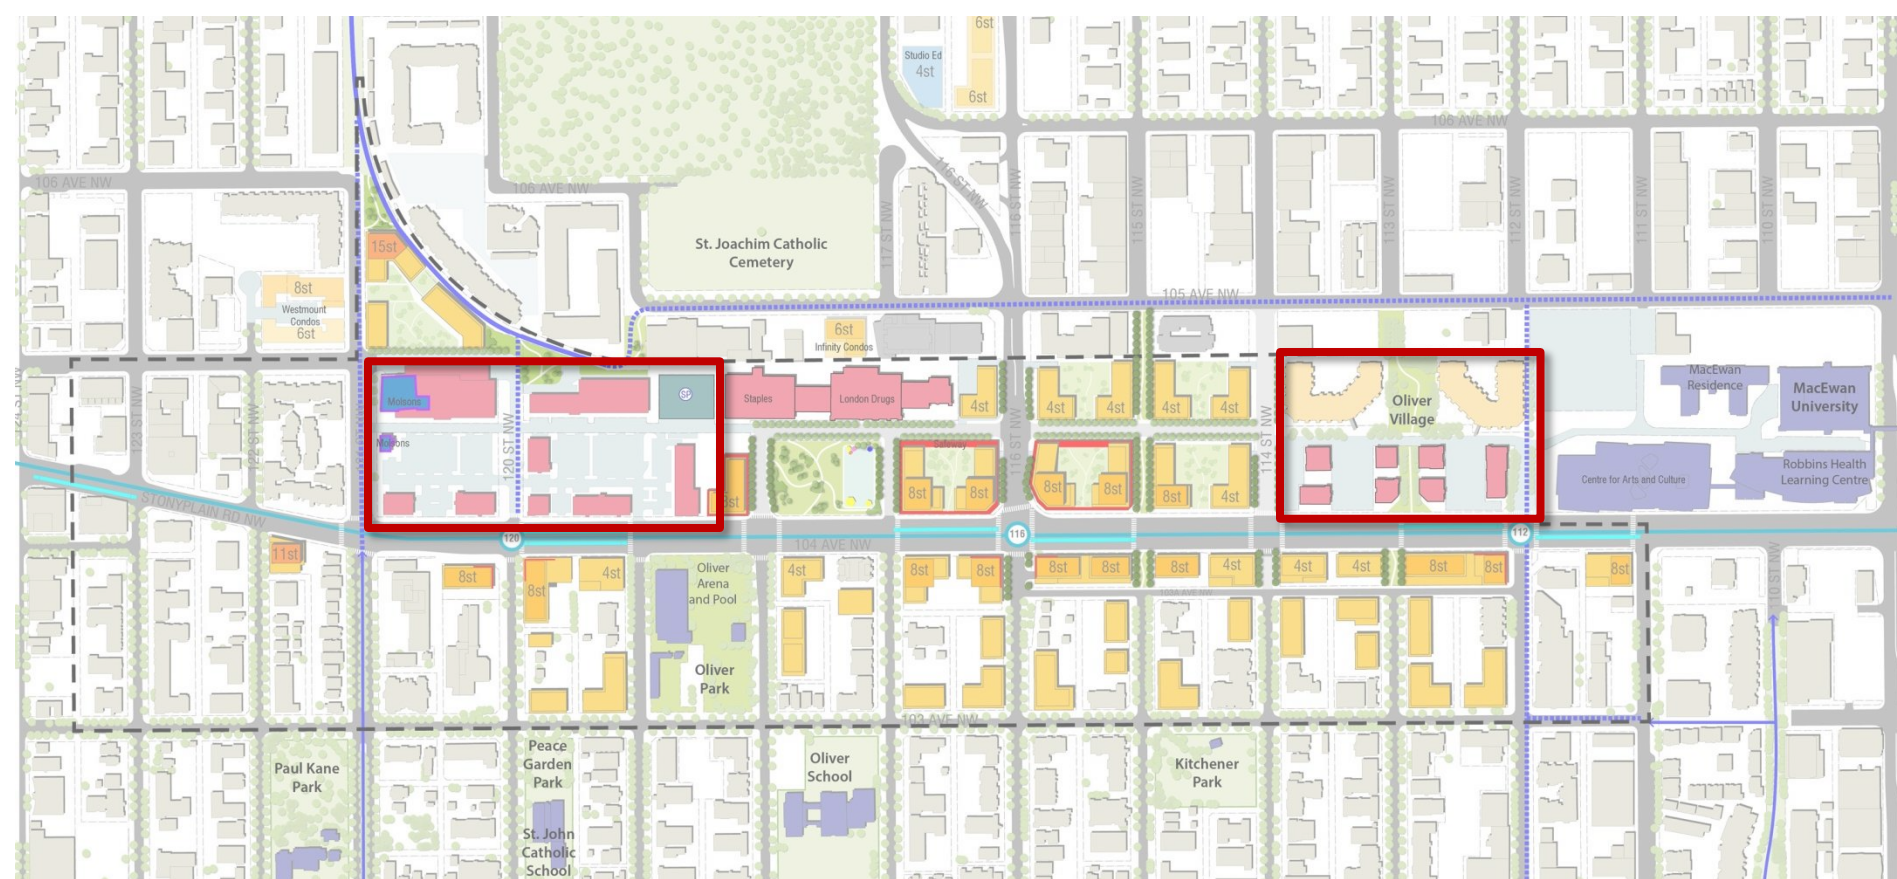 6st
Studio Ed
4st
6st
106 AVE NW
116 ST NW
116 ST NW
106 AVE NW
106 AVE NW
117 ST NW
115 ST NW
113 ST NW
112 ST NW
111 ST NW
110 ST NW
15st
St. Joachim Catholic
Cemetery
8st
Westmount
Condos
6st
105 AVE NW
6st
Infinity Condos
123 ST NW
122 ST NW
Molsons
Molsons
120 ST NW
SP
Staples
London Drugs
4st
4st
4st
4st
4st
116 ST NW
114 ST NW
Oliver
Village
MacEwan
Residence
MacEwan
University
Safeway
8st
8st
8st
8st
8st
8st
4st
Centre for Arts and Culture
Robbins Health
Learning Centre
STONYPLAIN RD NW
120
116
112
104 AVE NW
11st
8st
8st
4st
Oliver
Arena
and Pool
4st
8st
8st
8st
8st
8st
4st
4st
4st
8st
8st
8st
110 ST NW
Oliver
Park
103 AVE NW
Paul Kane
Park
Peace
Garden
Park
Oliver
School
Kitchener
Park
St. John
Catholic
School